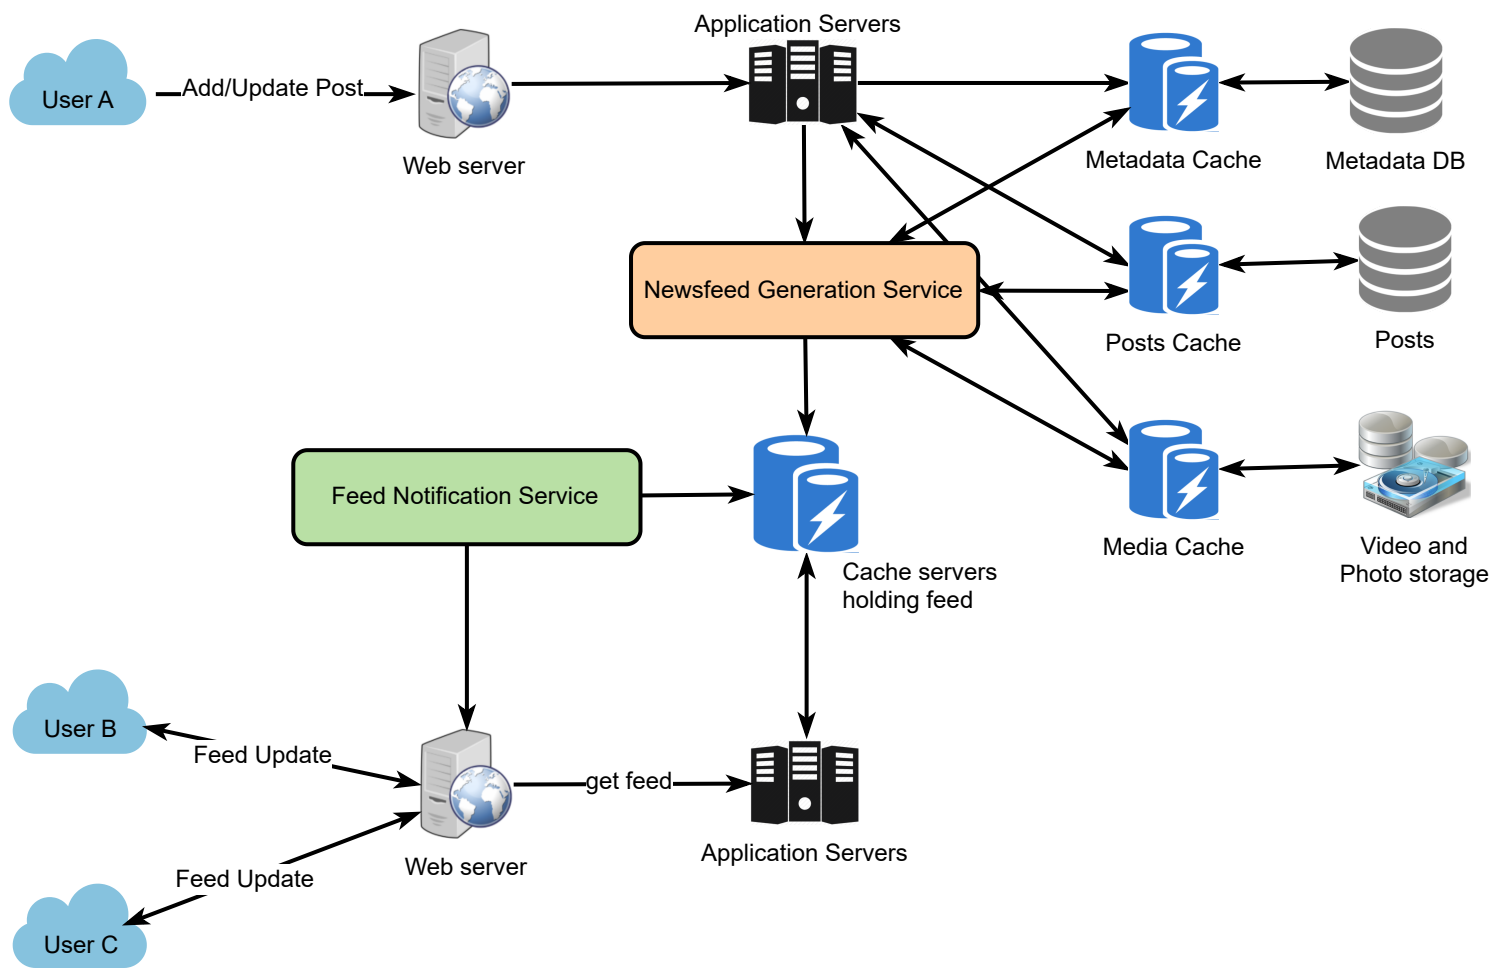 Application Servers
User A
Add/Update Post
Web server
Metadata Cache
Metadata DB
Newsfeed Generation Service
Posts Cache
Posts
Feed Notification Service
Media Cache
Video and
Photo storage
Cache servers
holding feed
User B
Feed Update
get feed
Web server
Application Servers
Feed Update
User C